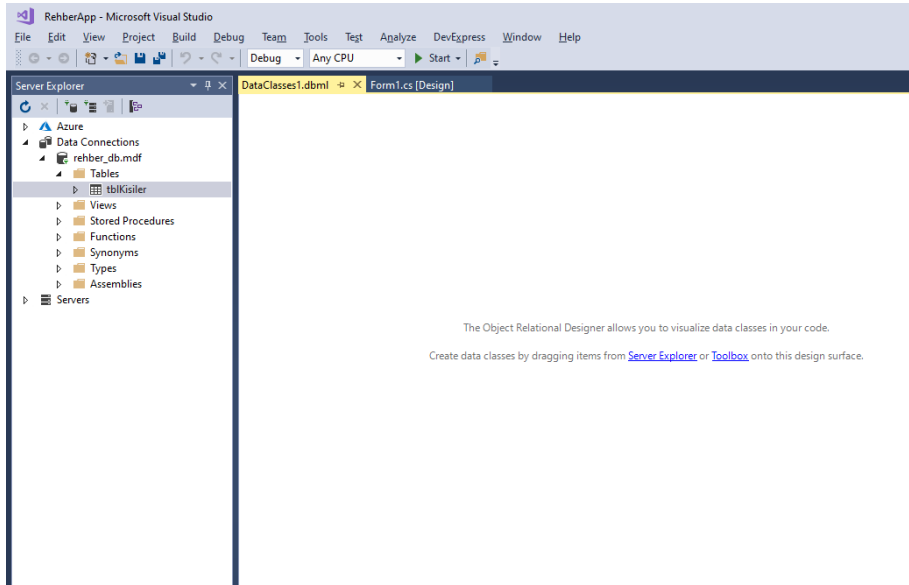 RehberApp - Microsoft Visual Studio
File Edit View Project Build Debug Team Tools Test Analyze DevExpress Window Help
Debug Any CPU Start
Server Explorer
DataClasses1.dbml Form1.cs [Design]
Azure
Data Connections
rehber_db.mdf
Tables
tblKisiler
Views
Stored Procedures
Functions
Synonyms
Types
Assemblies
Servers
The Object Relational Designer allows you to visualize data classes in your code.
Create data classes by dragging items from Server Explorer or Toolbox onto this design surface.